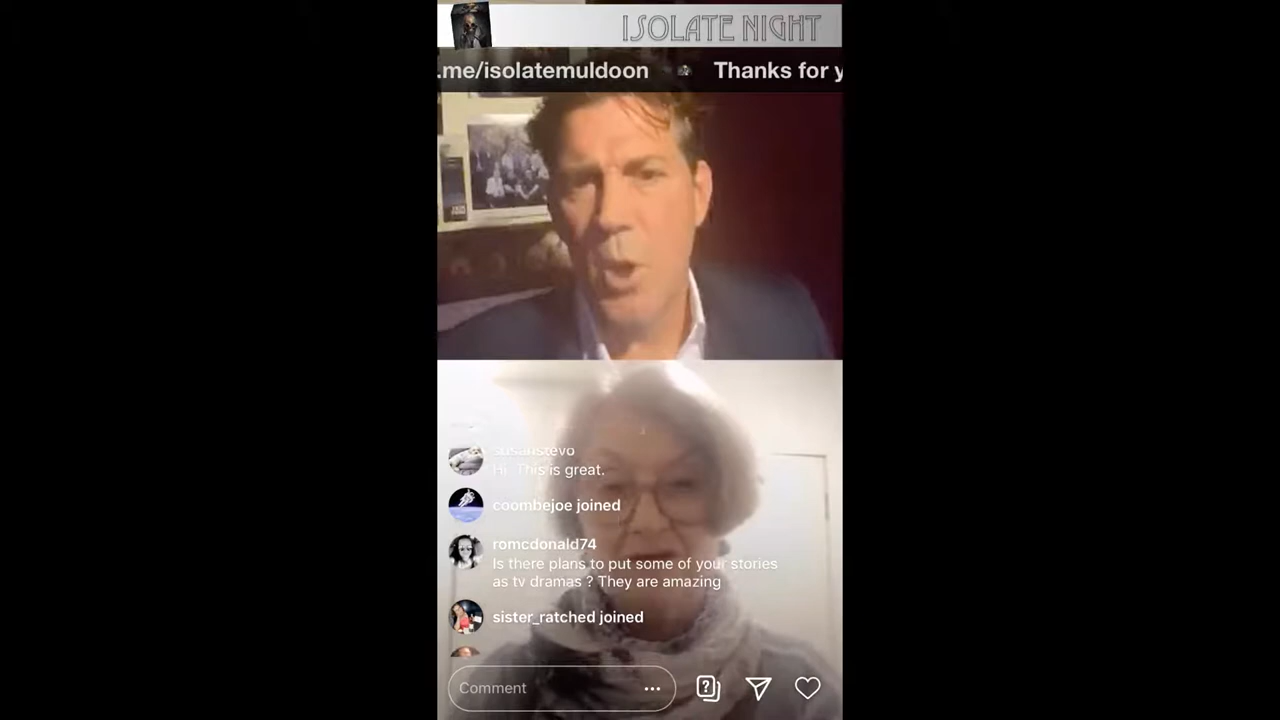 ISOLATE NIGHT
.me/isolatemuldoon
Thanks for y
susanstevo
Hi. This is great.
coombejoe joined
romcdonald74
Is there plans to put some of your stories
as tv dramas ? They are amazing
sister_ratched joined
Comment